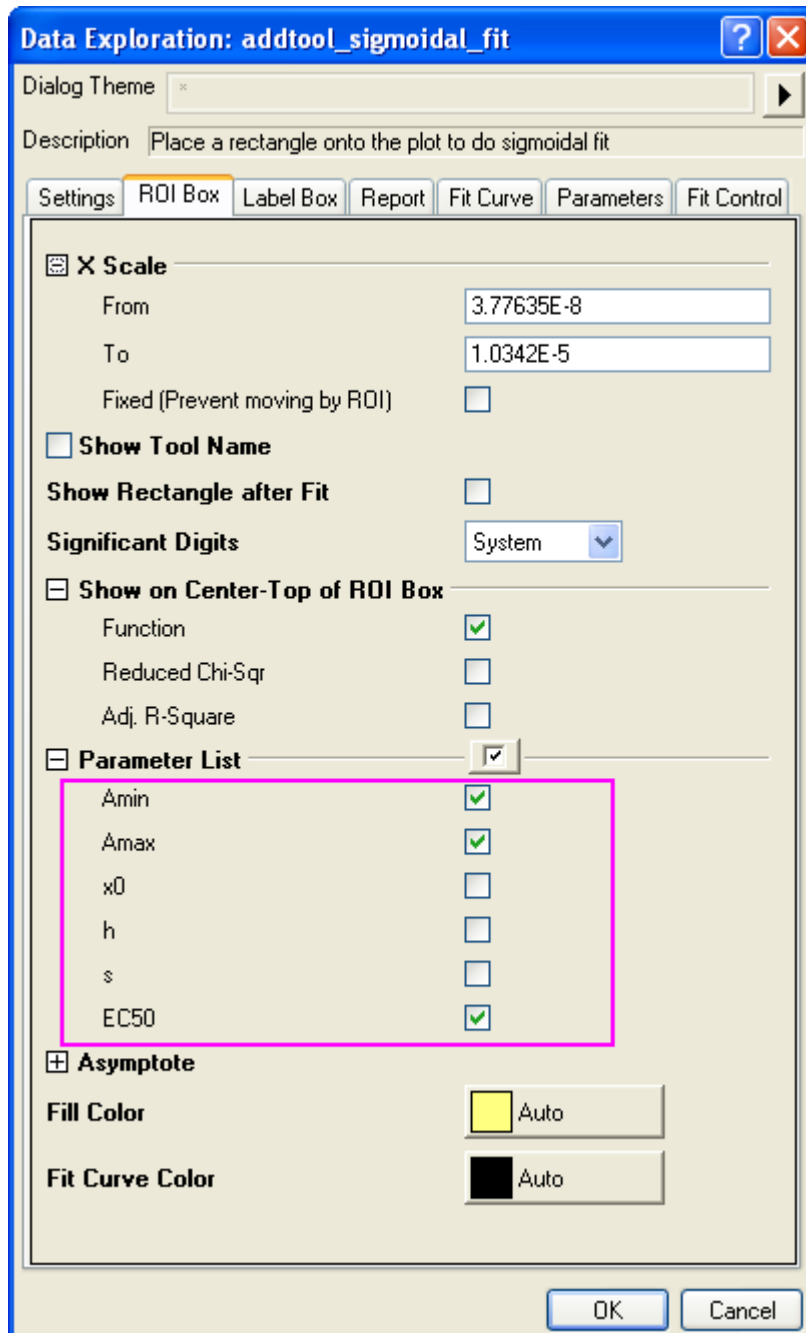 Data Exploration: addtool_sigmoidal_fit
Dialog Theme *
Description Place a rectangle onto the plot to do sigmoidal fit
Settings ROI Box Label Box Report Fit Curve Parameters Fit Control
X Scale
From 3.77635E-8
To 1.0342E-5
Fixed (Prevent moving by ROI)
Show Tool Name
Show Rectangle after Fit
Significant Digits System
Show on Center-Top of ROI Box
Function
Reduced Chi-Sqr
Adj. R-Square
Parameter List
Amin
Amax
x0
h
s
EC50
Asymptote
Fill Color Auto
Fit Curve Color Auto
OK Cancel